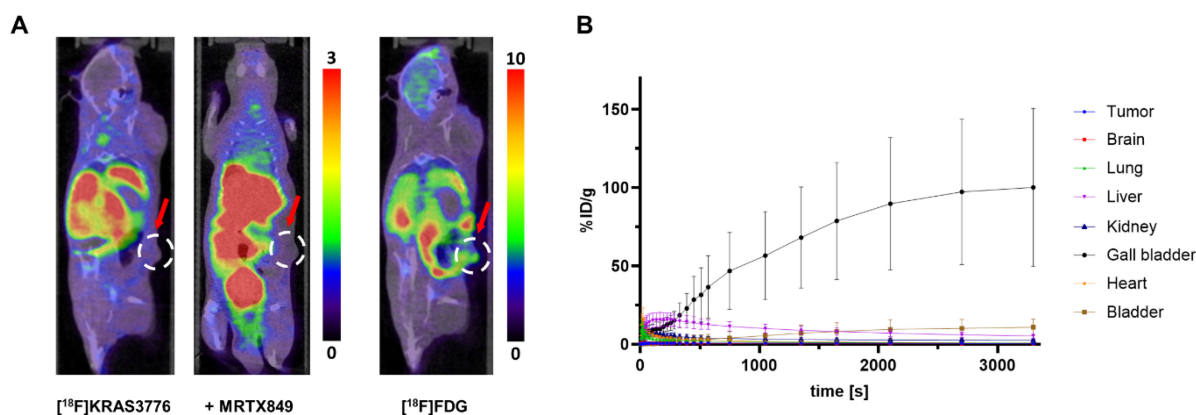 A
3
0
10
0
[¹⁸F]KRAS3776
+ MRTX849
[¹⁸F]FDG
B
150
100
50
0
%ID/g
0
1000
2000
3000
time [s]
Tumor
Brain
Lung
Liver
Kidney
Gall bladder
Heart
Bladder